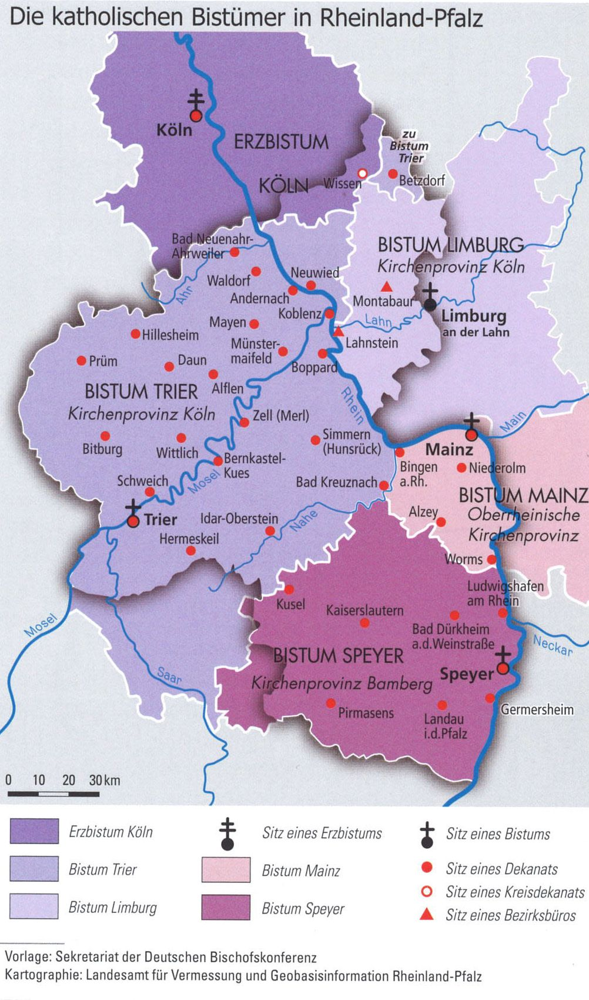 Die katholischen Bistümer in Rheinland-Pfalz
Köln
ERZBISTUM
KÖLN
zu
Bistum
Trier
Wissen
Betzdorf
Bad Neuenahr-
Ahrweiler
BISTUM LIMBURG
Kirchenprovinz Köln
Waldorf
Neuwied
Andernach
Ahr
Koblenz
Montabaur
Limburg
an der Lahn
Lahn
Mayen
Hillesheim
Münster-
maifeld
Lahnstein
Prüm
Daun
Boppard
Alflen
BISTUM TRIER
Kirchenprovinz Köln
Rhein
Zell (Merl)
Main
Bitburg
Wittlich
Simmern
(Hunsrück)
Mainz
Bernkastel-
Kues
Bingen
a.Rh.
Niederolm
Schweich
Mosel
Bad Kreuznach
BISTUM MAINZ
Oberrheinische
Kirchenprovinz
Trier
Idar-Oberstein
Nahe
Alzey
Hermeskeil
Worms
Ludwigshafen
am Rhein
Kusel
Kaiserslautern
Bad Dürkheim
a.d.Weinstraße
Mosel
Neckar
BISTUM SPEYER
Kirchenprovinz Bamberg
Speyer
Saar
Pirmasens
Landau
i.d.Pfalz
Germersheim
0 10 20 30 km
Erzbistum Köln
Sitz eines Erzbistums
Sitz eines Bistums
Bistum Trier
Bistum Mainz
Sitz eines Dekanats
Sitz eines Kreisdekanats
Bistum Limburg
Bistum Speyer
Sitz eines Bezirksbüros
Vorlage: Sekretariat der Deutschen Bischofskonferenz
Kartographie: Landesamt für Vermessung und Geobasisinformation Rheinland-Pfalz